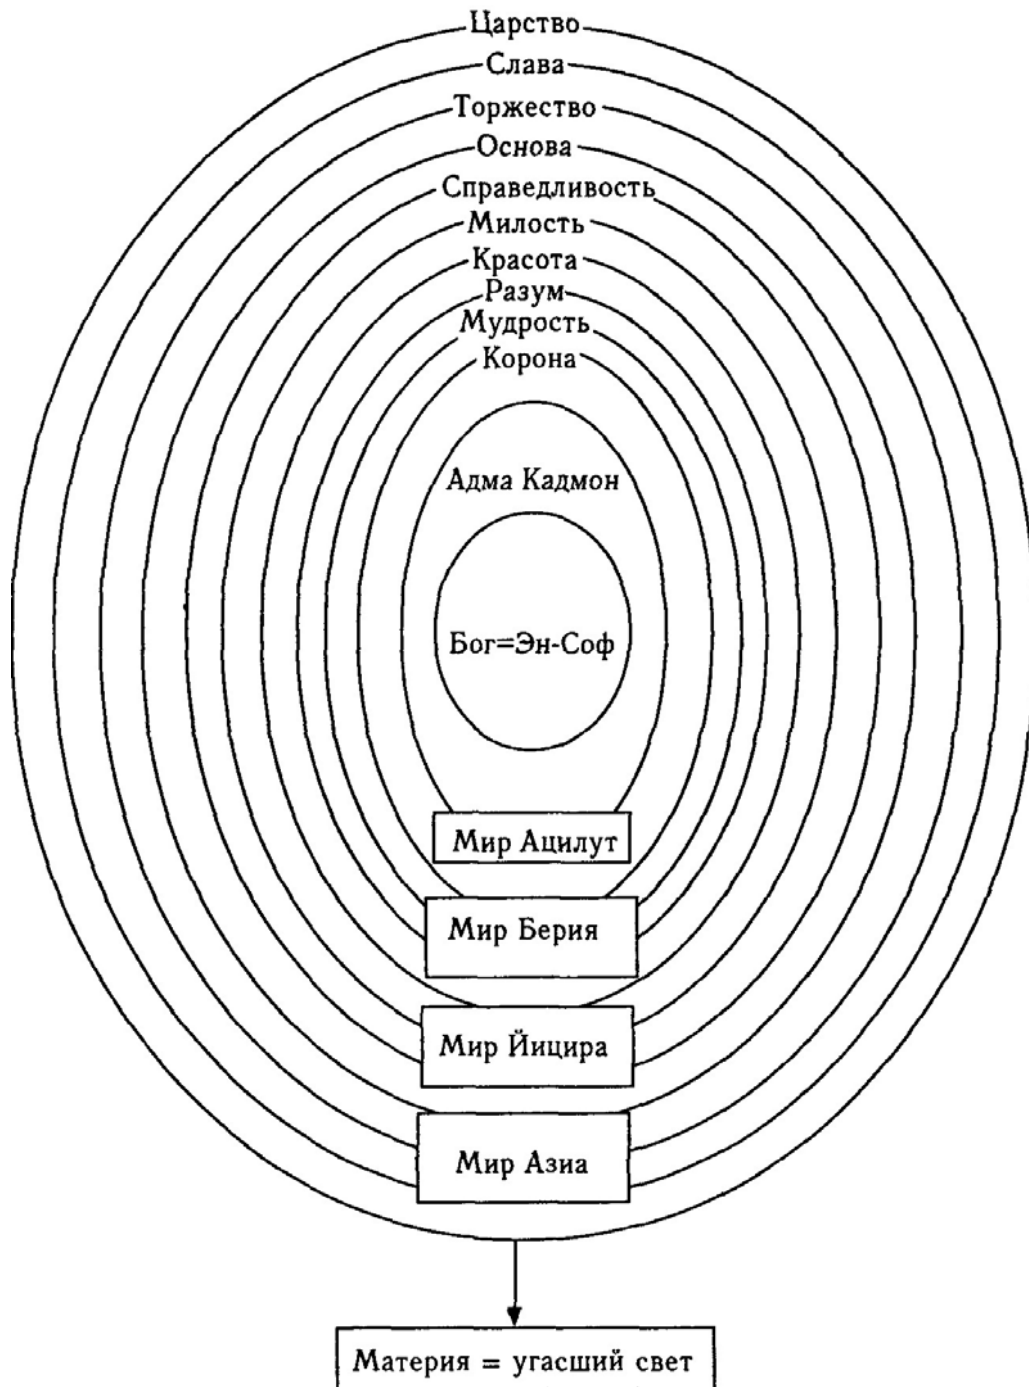 Царство
Слава
Торжество
Основа
Справедливость
Милость
Красота
Разум
Мудрость
Корона
Адма Кадмон
Бог=Эн-Соф
Мир Ацилут
Мир Берия
Мир Йицира
Мир Азиа
Материя = угасший свет